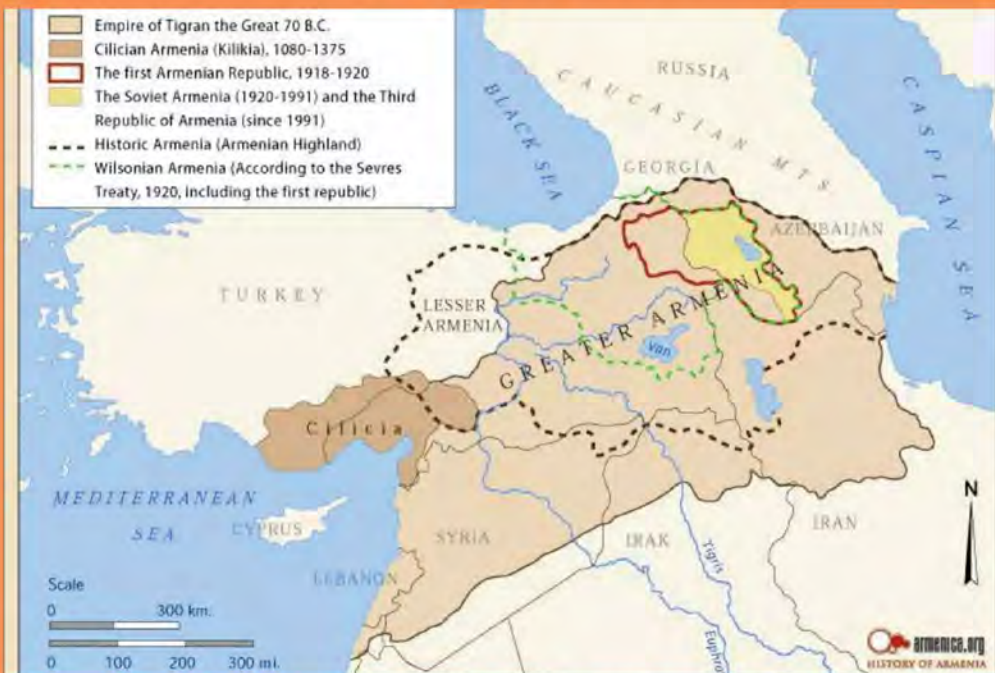 Empire of Tigran the Great 70 B.C.
Cilician Armenia (Kilikia), 1080-1375
The first Armenian Republic, 1918-1920
The Soviet Armenia (1920-1991) and the Third
Republic of Armenia (since 1991)
Historic Armenia (Armenian Highland)
Wilsonian Armenia (According to the Sevres
Treaty, 1920, including the first republic)
RUSSIA
CAUCASIAN MTS
BLACK SEA
CASPIAN SEA
GEORGIA
AZERBAIJAN
TURKEY
LESSER
ARMENIA
GREATER ARMENIA
van
Cilicia
MEDITERRANEAN
SEA
CYPRUS
SYRIA
IRAK
IRAN
LEBANON
Tigris
Euphra
N
Scale
0 300 km.
0 100 200 300 mi.
armenica.org
HISTORY OF ARMENIA